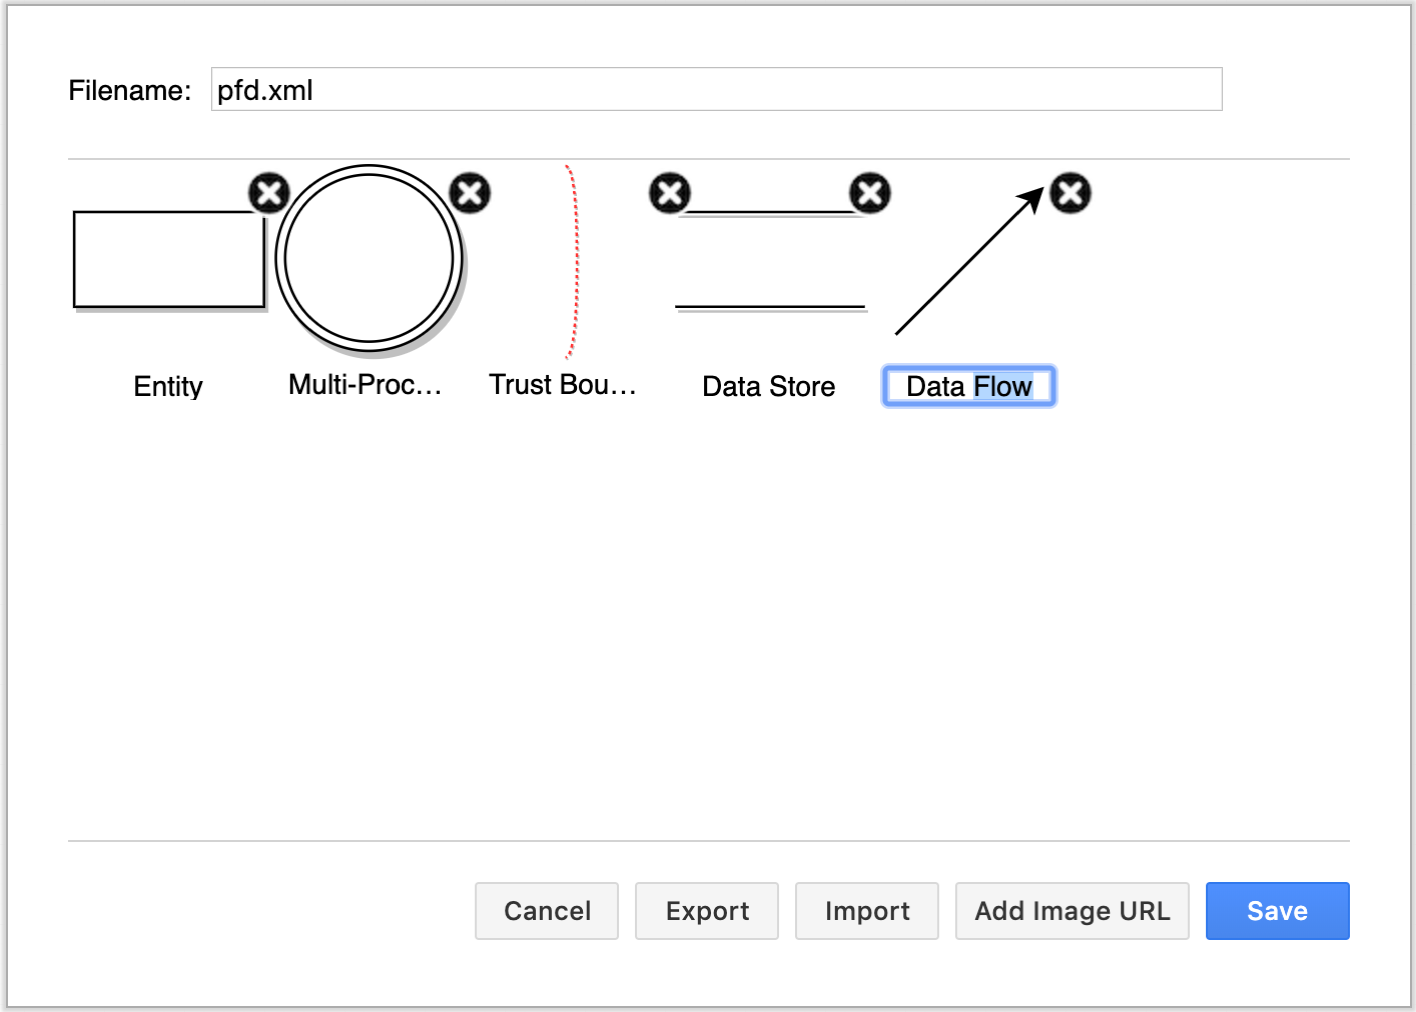 Filename: pfd.xml
Entity
Multi-Proc...
Trust Bou...
Data Store
Data Flow
Cancel
Export
Import
Add Image URL
Save